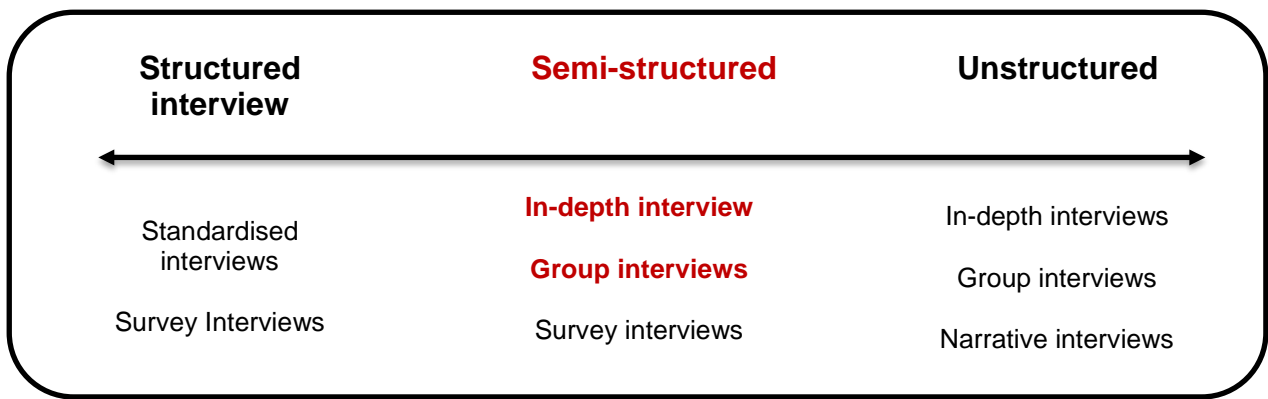 Structured
interview
Semi-structured
Unstructured
Standardised
interviews
Survey Interviews
In-depth interview
Group interviews
Survey interviews
In-depth interviews
Group interviews
Narrative interviews